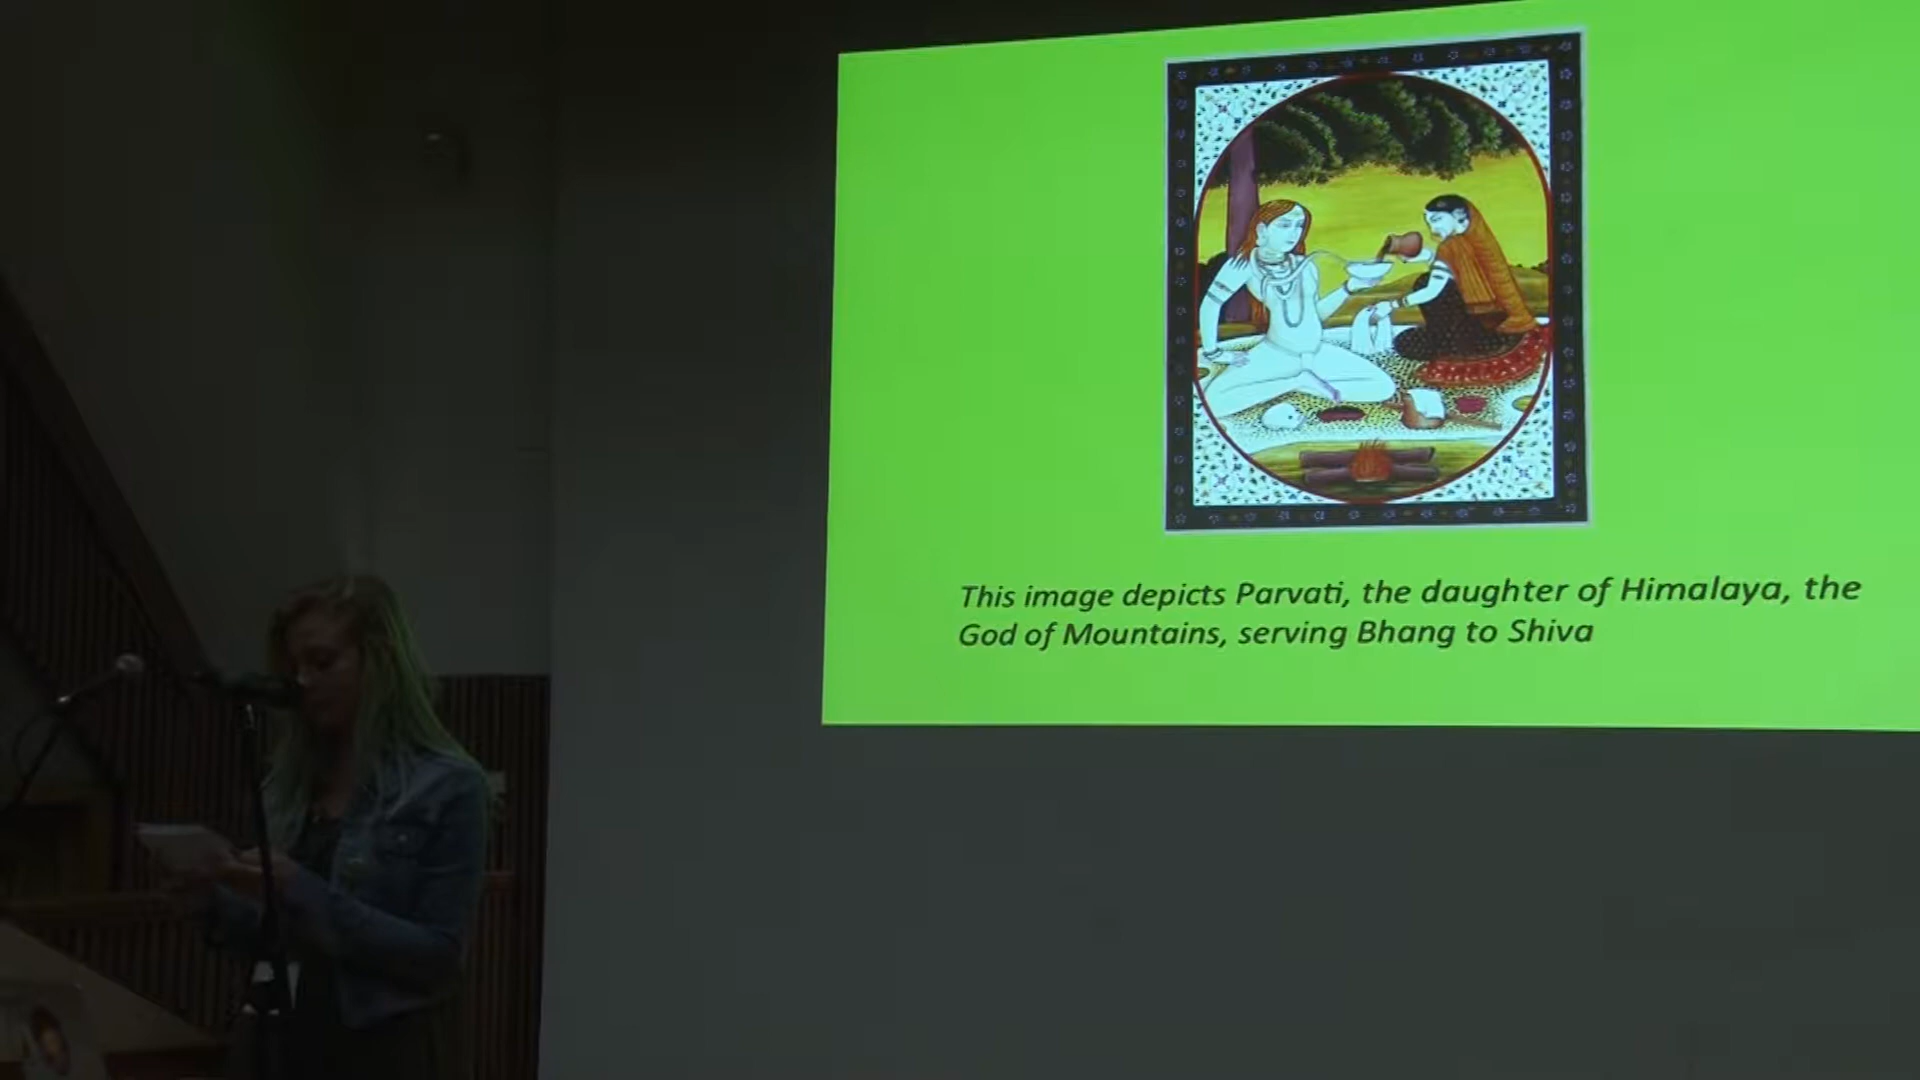 This image depicts Parvati, the daughter of Himalaya, the
God of Mountains, serving Bhang to Shiva